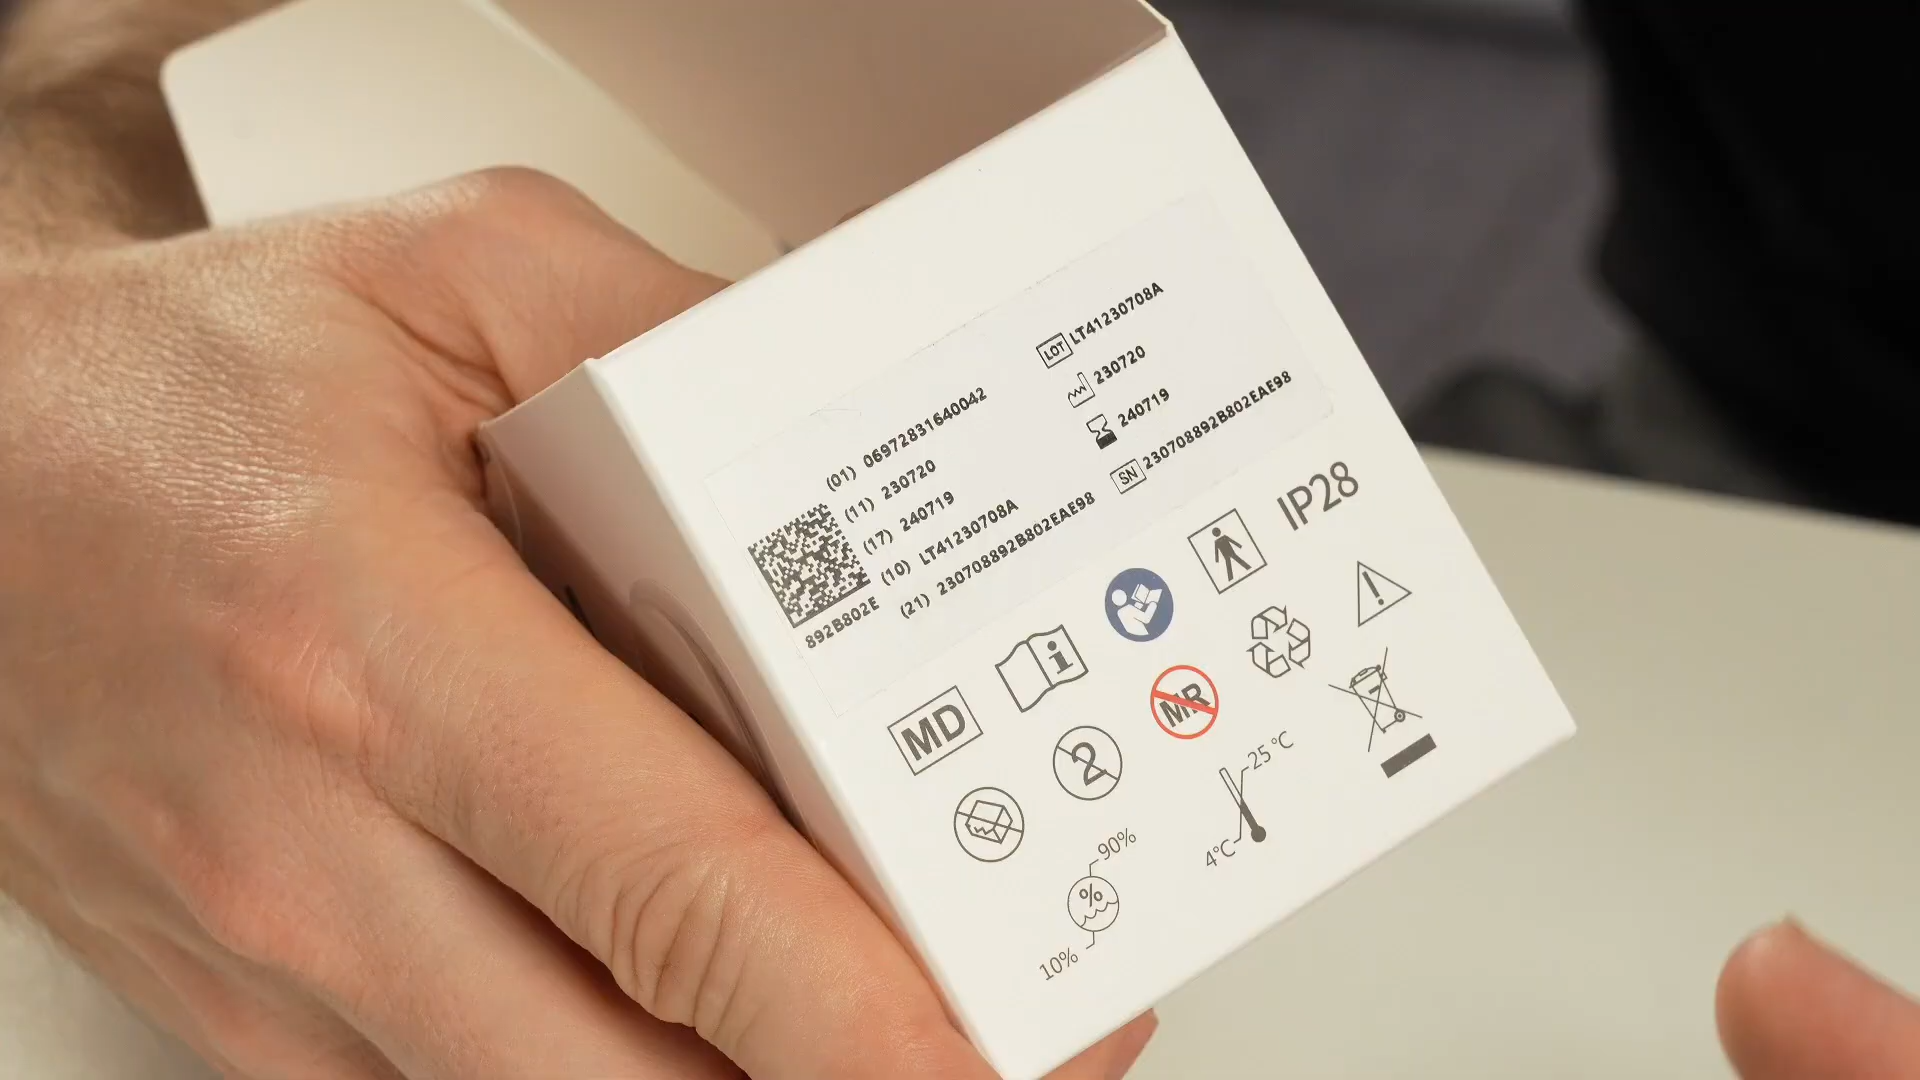 (01) 06972831640042
(11) 230720
(17) 240719
(10) LT41230708A
(21) 230708892B802EAE98
892B802E
LOT LT41230708A
230720
240719
SN 230708892B802EAE98
MD
IP28
2
MR
25 °C
4°C
90%
%
10%